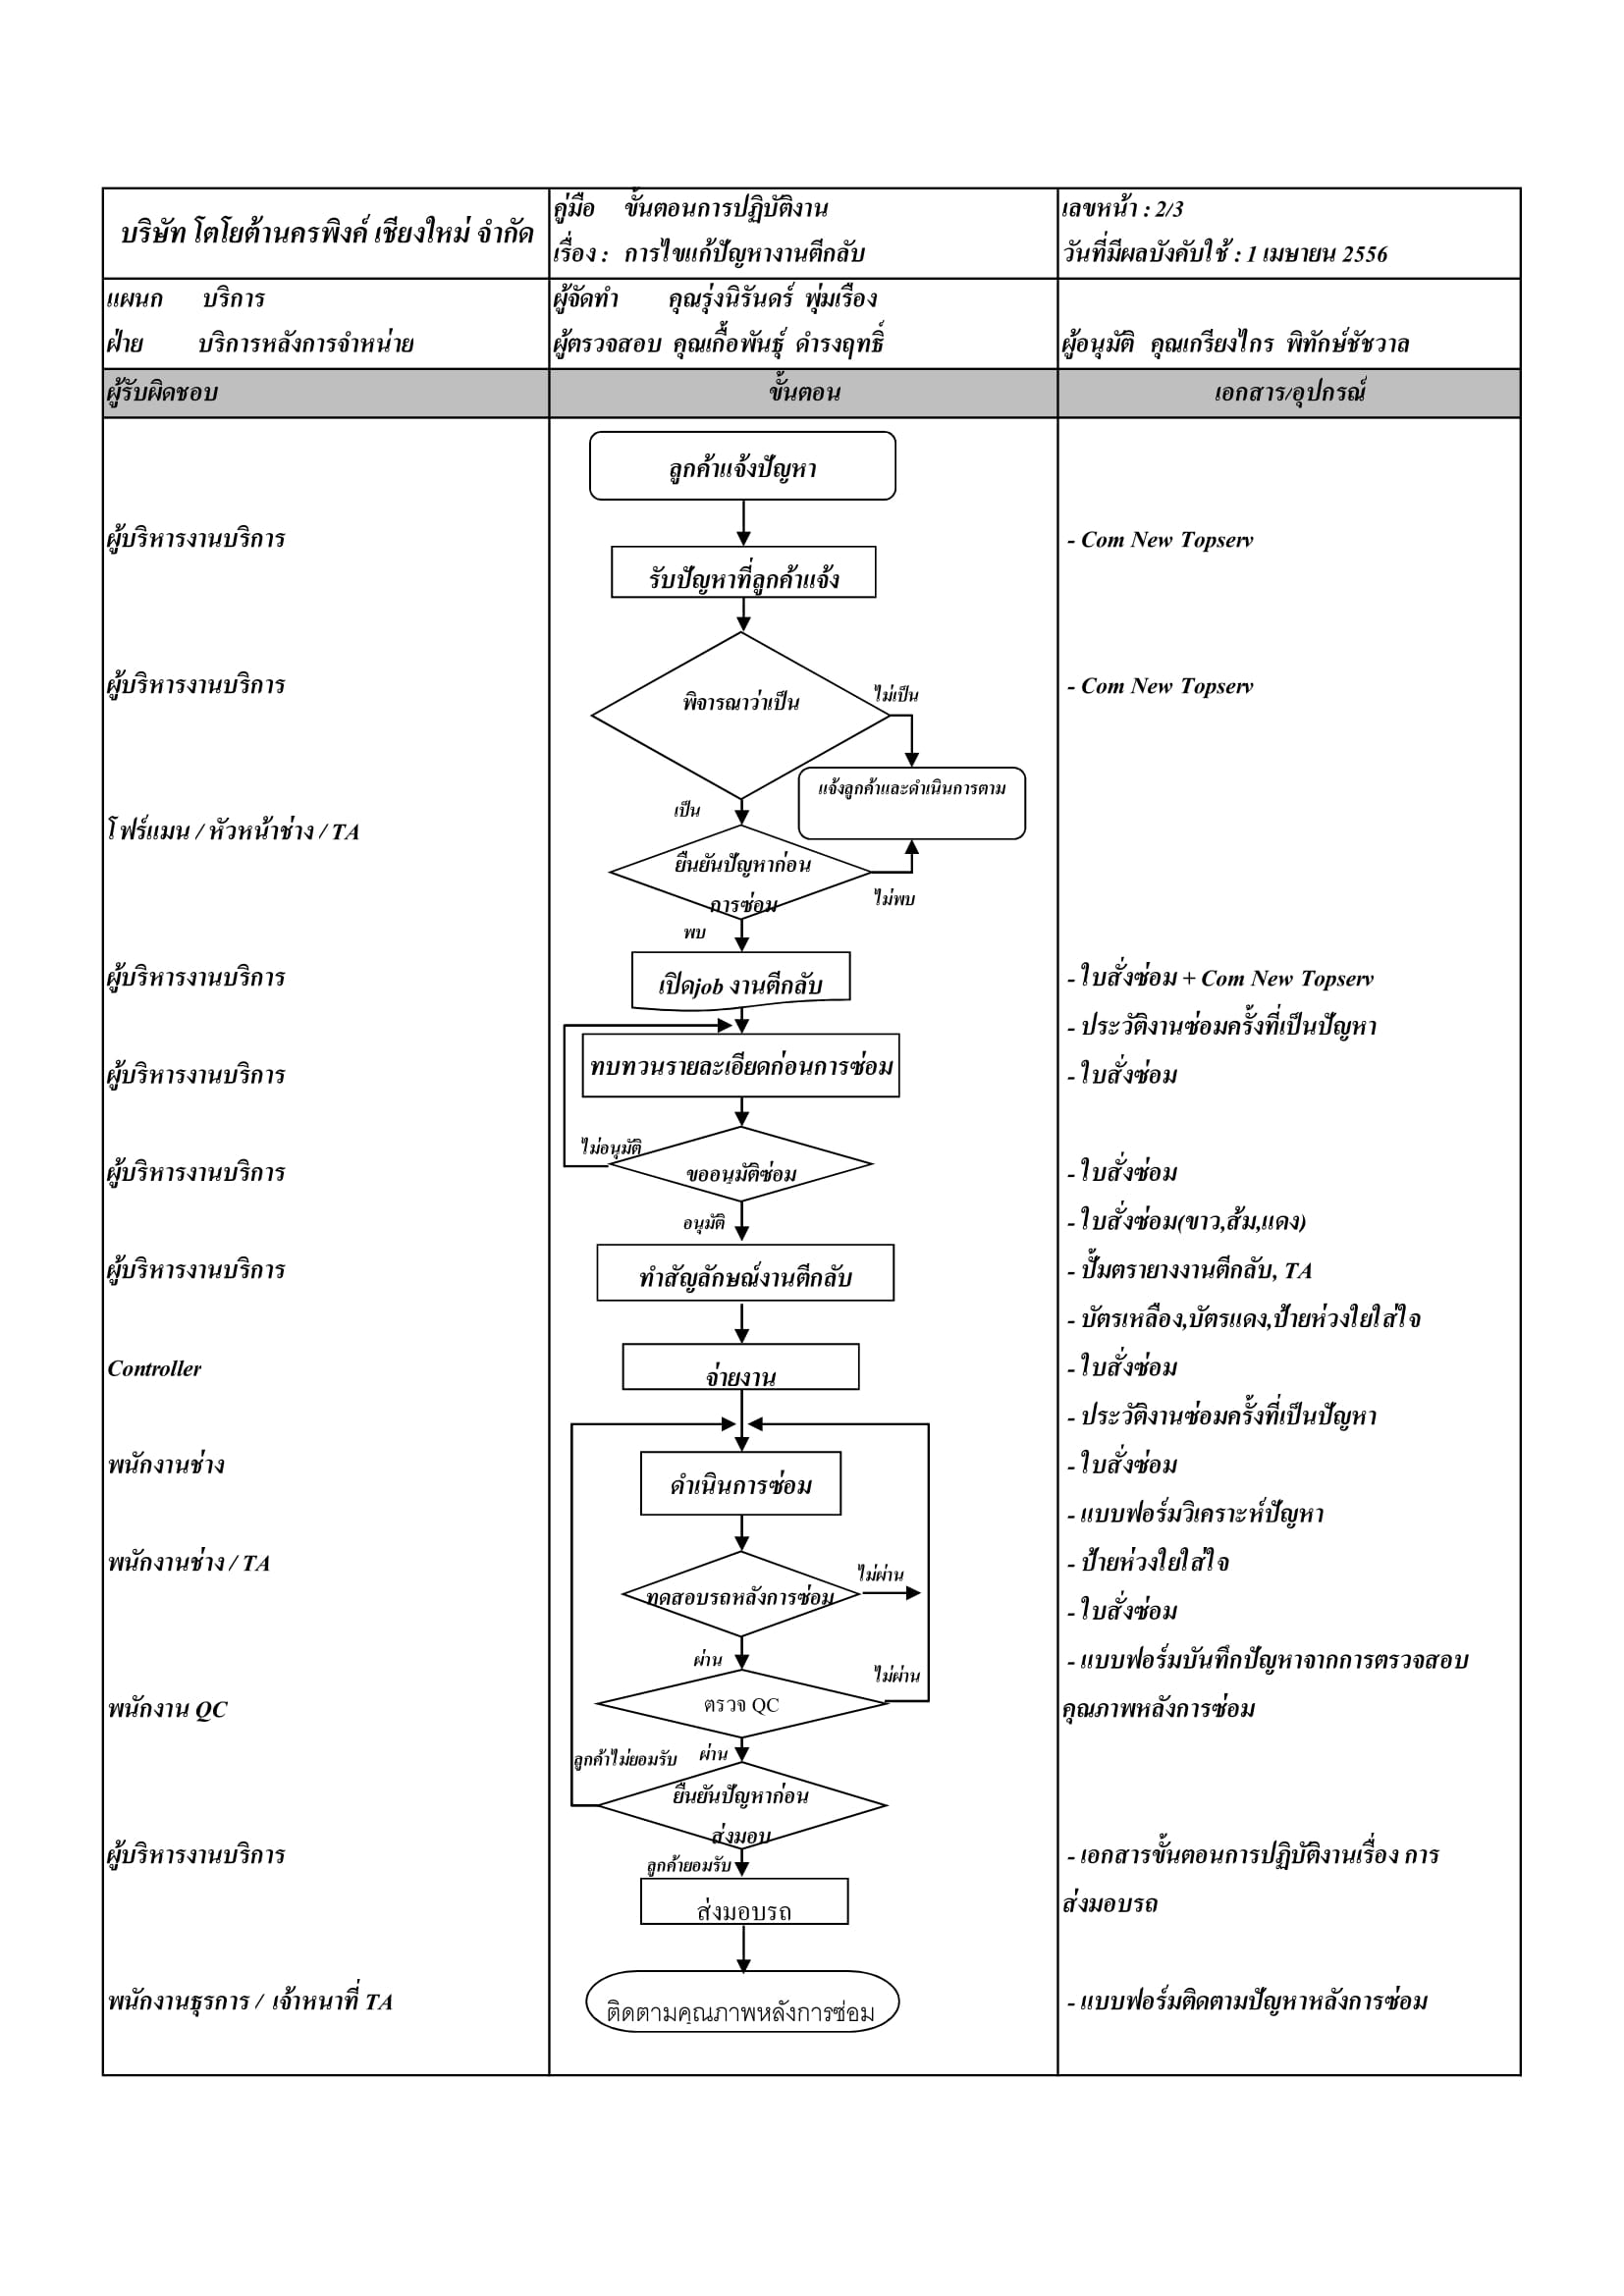 บริษัท โตโยต้านครพิงค์ เชียงใหม่ จำกัด
คู่มือ ขั้นตอนการปฏิบัติงาน
เรื่อง : การไขแก้ปัญหางานตีกลับ
เลขหน้า : 2/3
วันที่มีผลบังคับใช้ : 1 เมษายน 2556
แผนก บริการ
ฝ่าย บริการหลังการจำหน่าย
ผู้จัดทำ คุณรุ่งนิรันดร์ พุ่มเรือง
ผู้ตรวจสอบ คุณเกื้อพันธุ์ ดำรงฤทธิ์
ผู้อนุมัติ คุณเกรียงไกร พิทักษ์ชัชวาล
ผู้รับผิดชอบ
ขั้นตอน
เอกสาร/อุปกรณ์
ลูกค้าแจ้งปัญหา
ผู้บริหารงานบริการ
- Com New Topserv
รับปัญหาที่ลูกค้าแจ้ง
ผู้บริหารงานบริการ
พิจารณาว่าเป็น
ไม่เป็น
- Com New Topserv
แจ้งลูกค้าและดำเนินการตาม
เป็น
โฟร์แมน / หัวหน้าช่าง / TA
ยืนยันปัญหาก่อน
การซ่อม
ไม่พบ
พบ
ผู้บริหารงานบริการ
เปิดjob งานตีกลับ
- ใบสั่งซ่อม + Com New Topserv
- ประวัติงานซ่อมครั้งที่เป็นปัญหา
ผู้บริหารงานบริการ
ทบทวนรายละเอียดก่อนการซ่อม
- ใบสั่งซ่อม
ไม่อนุมัติ
ผู้บริหารงานบริการ
ขออนุมัติซ่อม
- ใบสั่งซ่อม
อนุมัติ
- ใบสั่งซ่อม(ขาว,ส้ม,แดง)
ผู้บริหารงานบริการ
ทำสัญลักษณ์งานตีกลับ
- ปั้มตรายางงานตีกลับ, TA
- บัตรเหลือง,บัตรแดง,ป้ายห่วงใยใส่ใจ
Controller
จ่ายงาน
- ใบสั่งซ่อม
- ประวัติงานซ่อมครั้งที่เป็นปัญหา
พนักงานช่าง
ดำเนินการซ่อม
- ใบสั่งซ่อม
- แบบฟอร์มวิเคราะห์ปัญหา
พนักงานช่าง / TA
ทดสอบรถหลังการซ่อม
ไม่ผ่าน
- ป้ายห่วงใยใส่ใจ
- ใบสั่งซ่อม
ผ่าน
ไม่ผ่าน
- แบบฟอร์มบันทึกปัญหาจากการตรวจสอบ
พนักงาน QC
ตรวจ QC
คุณภาพหลังการซ่อม
ลูกค้าไม่ยอมรับ
ผ่าน
ยืนยันปัญหาก่อน
ส่งมอบ
ผู้บริหารงานบริการ
- เอกสารขั้นตอนการปฏิบัติงานเรื่อง การ
ลูกค้ายอมรับ
ส่งมอบรถ
ส่งมอบรถ
พนักงานธุรการ / เจ้าหนาที่ TA
ติดตามคุณภาพหลังการซ่อม
- แบบฟอร์มติดตามปัญหาหลังการซ่อม